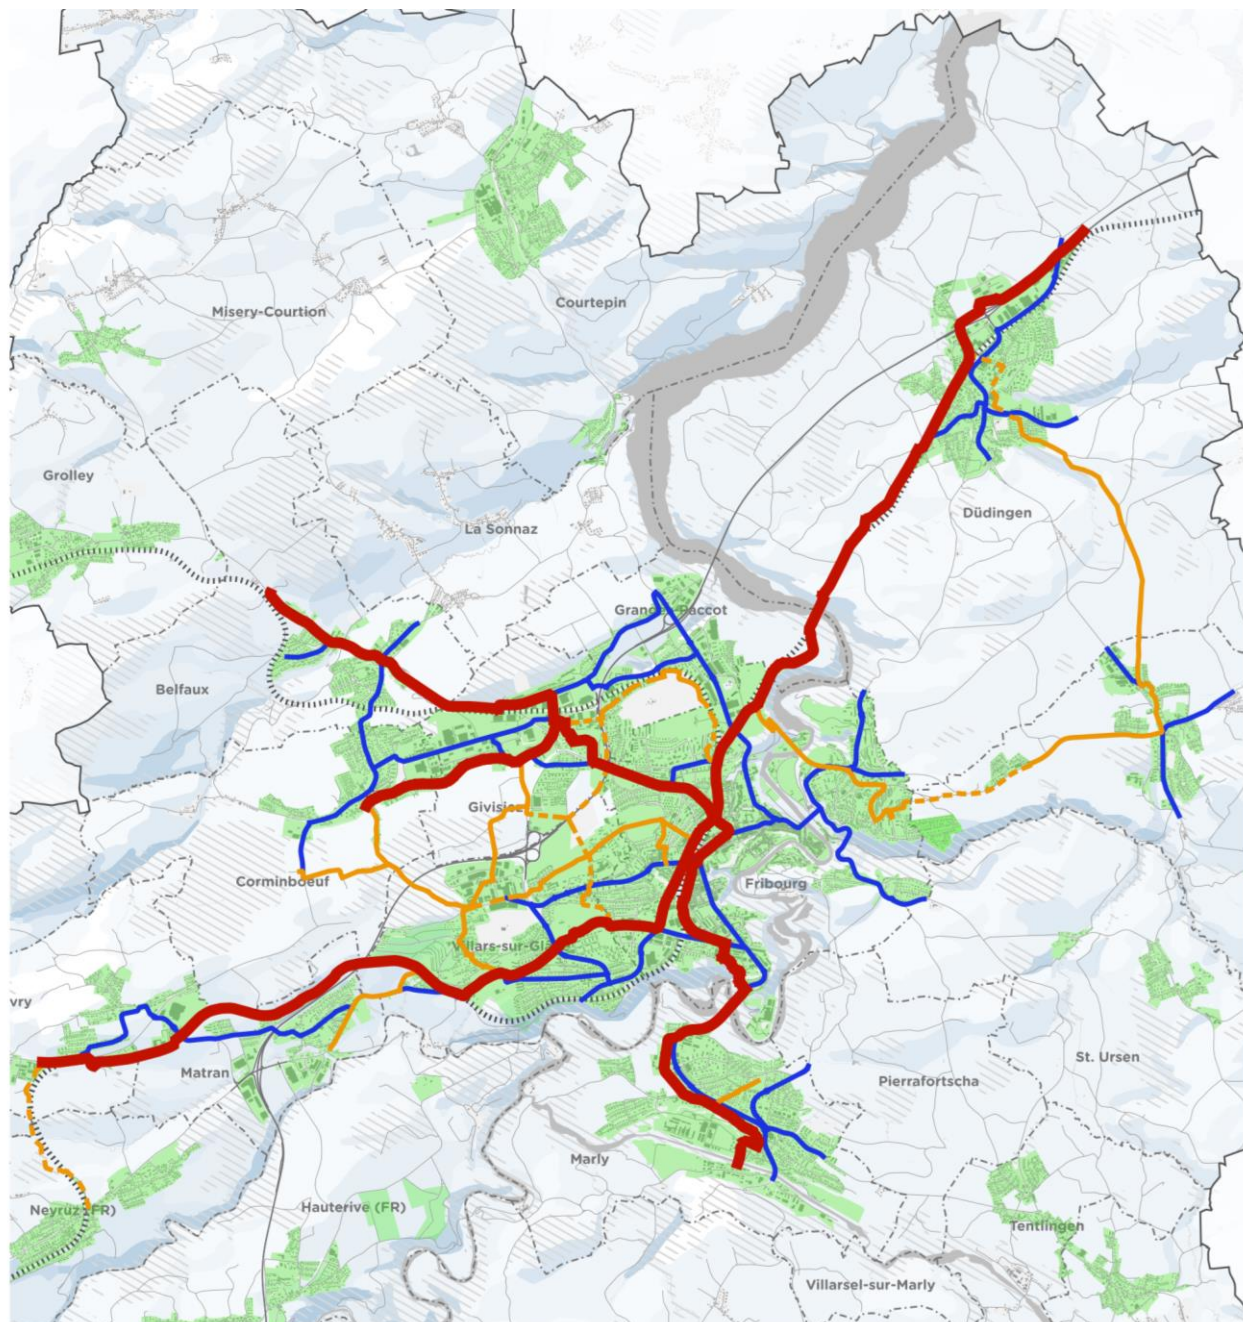 Courtepin
Misery-Courtion
Grolley
La Sonnaz
Düdingen
Granges-Paccot
Belfaux
Givisiez
Corminboeuf
Fribourg
Villars-sur-Gl
vry
Matran
St. Ursen
Pierrafortscha
Marly
Neyruz (FR)
Hauterive (FR)
Tentlingen
Villarsel-sur-Marly